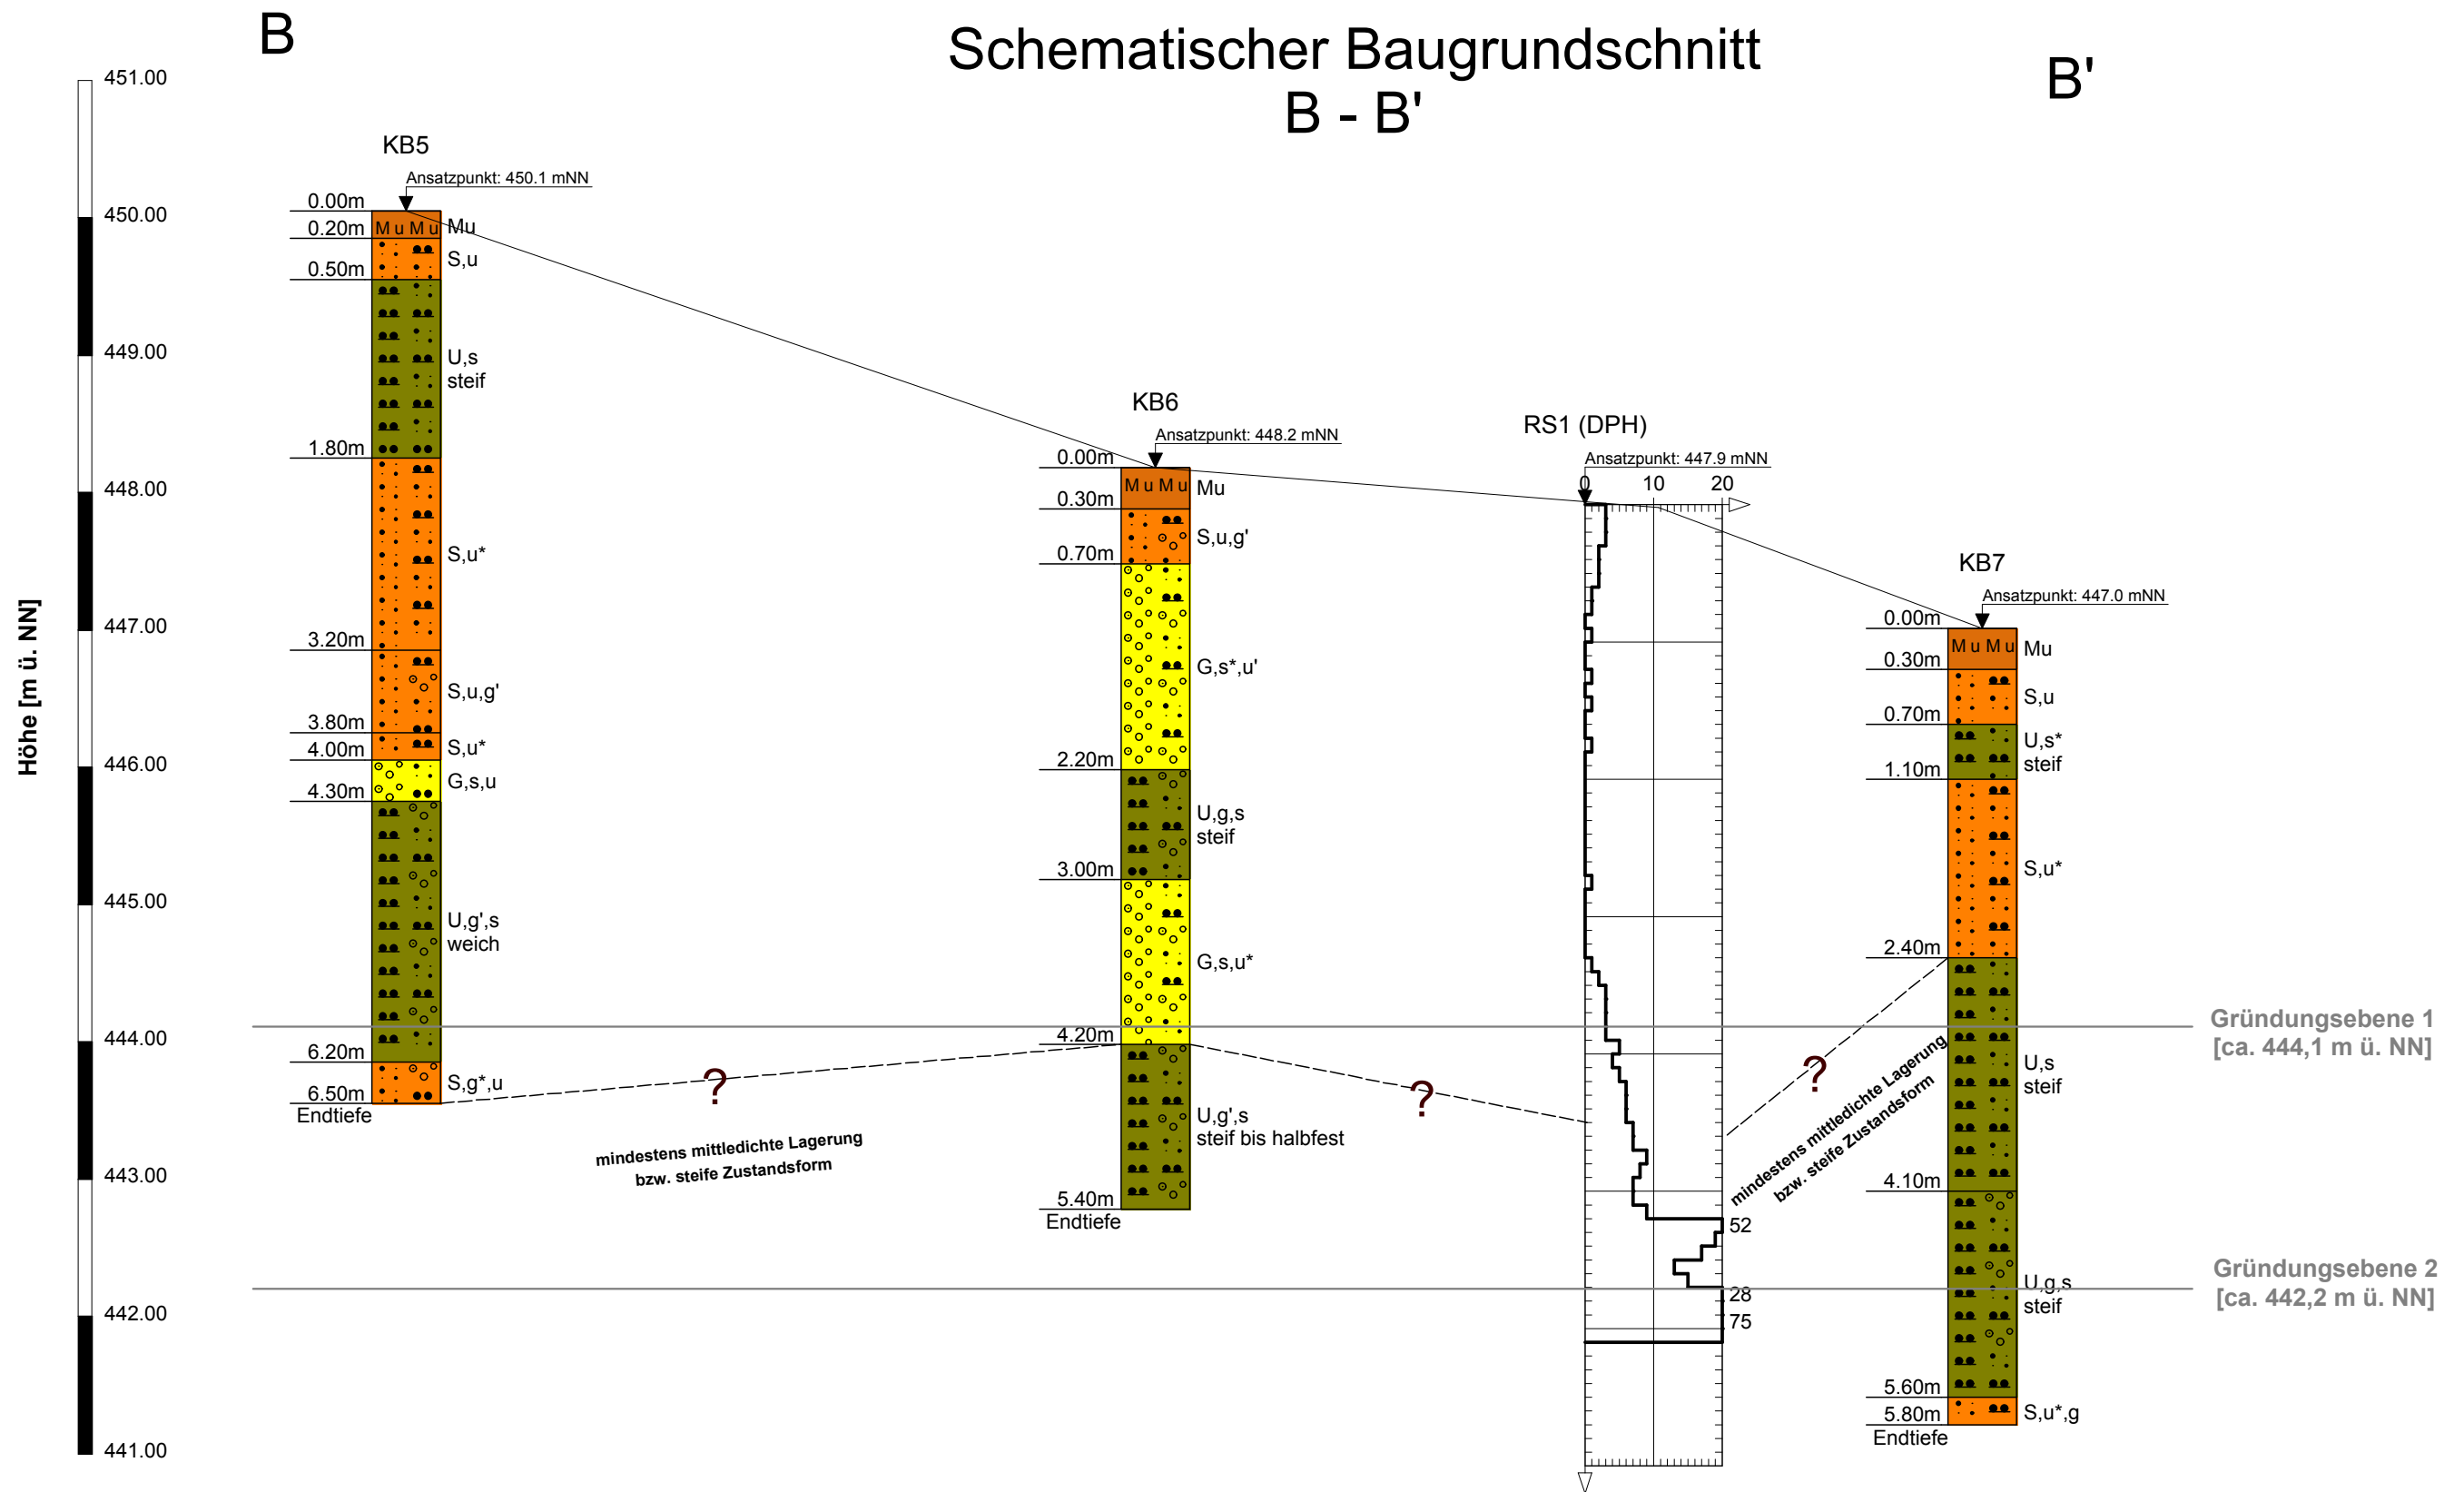 B
Schematischer Baugrundschnitt
B - B'
B'
Höhe [m ü. NN]
451.00
450.00
449.00
448.00
447.00
446.00
445.00
444.00
443.00
442.00
441.00
KB5
Ansatzpunkt: 450.1 mNN
0.00m
0.20m
0.50m
1.80m
3.20m
3.80m
4.00m
4.30m
6.20m
6.50m
Endtiefe
M u M u
Mu
S,u
U,s
steif
S,u*
S,u,g'
S,u*
G,s,u
U,g',s
weich
S,g*,u
?
mindestens mittledichte Lagerung
bzw. steife Zustandsform
KB6
Ansatzpunkt: 448.2 mNN
0.00m
0.30m
0.70m
2.20m
3.00m
4.20m
5.40m
Endtiefe
M u M u
Mu
S,u,g'
G,s*,u'
U,g,s
steif
G,s,u*
U,g',s
steif bis halbfest
?
RS1 (DPH)
Ansatzpunkt: 447.9 mNN
0 10 20
52
28
75
?
mindestens mittledichte Lagerung
bzw. steife Zustandsform
KB7
Ansatzpunkt: 447.0 mNN
0.00m
0.30m
0.70m
1.10m
2.40m
4.10m
5.60m
5.80m
Endtiefe
M u M u
Mu
S,u
U,s*
steif
S,u*
U,s
steif
U,g,s
steif
S,u*,g
Gründungsebene 1
[ca. 444,1 m ü. NN]
Gründungsebene 2
[ca. 442,2 m ü. NN]